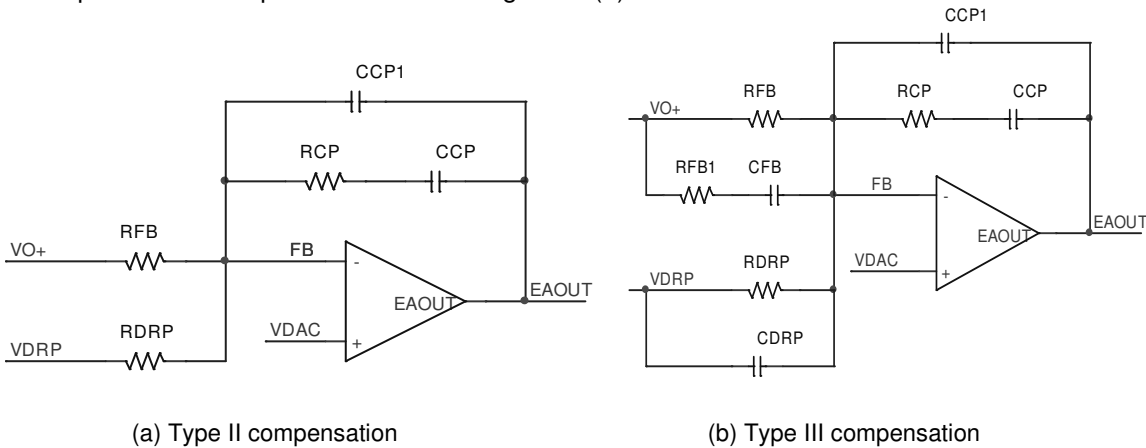 CCP1
RCP
CCP
RFB
VO+
FB
EAOUT
EAOUT
RDRP
VDAC
VDRP
(a) Type II compensation
CCP1
RFB
RCP
CCP
VO+
RFB1
CFB
FB
EAOUT
EAOUT
RDRP
VDAC
VDRP
CDRP
(b) Type III compensation